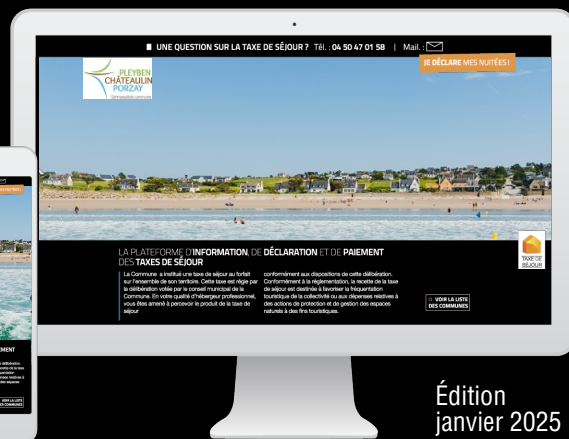 UNE QUESTION SUR LA TAXE DE SÉJOUR ? Tél. : 04 50 47 01 58 | Mail. :
JE DÉCLARE MES NUITÉES !
PLEYBEN
CHÂTEAULIN
PORZAY
LA PLATEFORME D'INFORMATION, DE DÉCLARATION ET DE PAIEMENT
DES TAXES DE SÉJOUR
La Commune a institué une taxe de séjour au forfait
sur l'ensemble de son territoire. Cette taxe est régie par
la délibération votée par le conseil municipal de la
Commune. En votre qualité d'hébergeur professionnel,
vous êtes amené à percevoir le produit de la taxe de
séjour
conformément aux dispositions de cette délibération.
Conformément à la réglementation, la recette de la taxe
de séjour est destinée à favoriser la fréquentation
touristique de la collectivité ou aux dépenses relatives à
des actions de protection et de gestion des espaces
naturels à des fins touristiques.
TAXE DE
SÉJOUR
VOIR LA LISTE
DES COMMUNES
VOIR LA LISTE
DES COMMUNES
Édition
janvier 2025